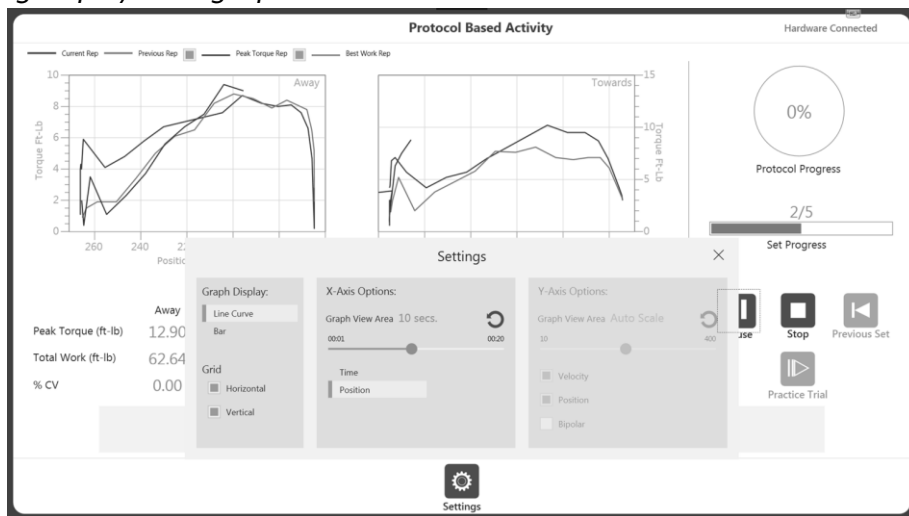 Protocol Based Activity
Hardware Connected
Current Rep
Previous Rep
Peak Torque Rep
Best Work Rep
Away
Towards
Torque Ft-Lb
10
8
6
4
2
0
15
10
5
0
Torque Ft-Lb
260 240
0%
Protocol Progress
2/5
Set Progress
Settings
Away
Peak Torque (ft-lb) 12.90
Total Work (ft-lb) 62.64
% CV 0.00
Graph Display:
Line Curve
Bar
Grid
Horizontal
Vertical
X-Axis Options:
Graph View Area 10 secs.
00:01 00:20
Time
Position
Y-Axis Options:
Graph View Area Auto Scale
10 400
Velocity
Position
Bipolar
Stop
Previous Set
Practice Trial
Settings